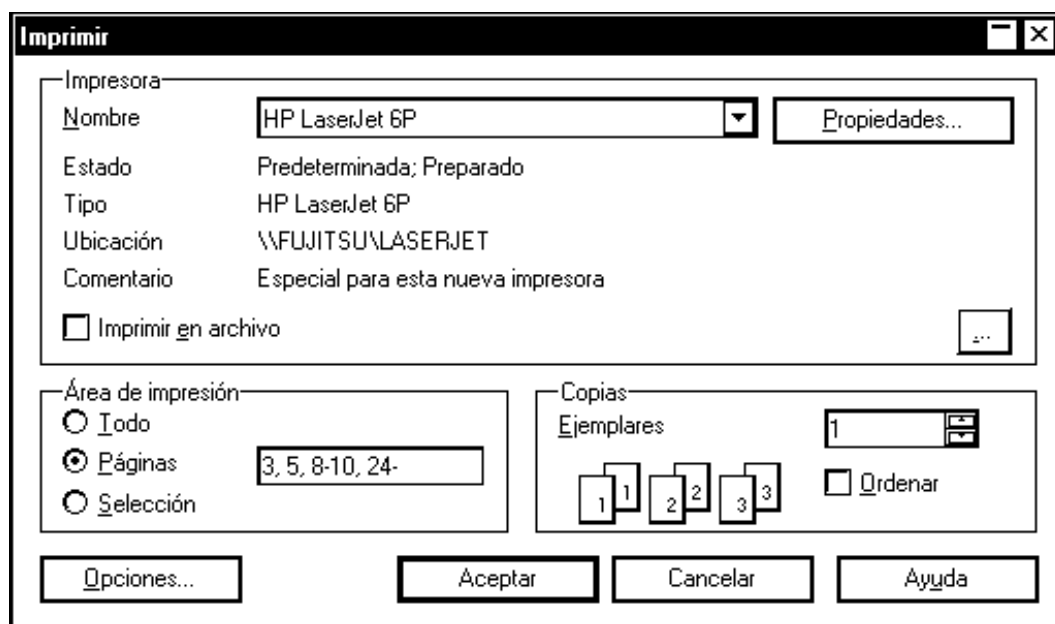 Imprimir
Impresora
Nombre HP LaserJet 6P Propiedades...
Estado Predeterminada; Preparado
Tipo HP LaserJet 6P
Ubicación \\FUJITSU\LASERJET
Comentario Especial para esta nueva impresora
Imprimir en archivo ...
Área de impresión
Todo
Páginas 3, 5, 8-10, 24-
Selección
Copias
Ejemplares 1
1 1 2 2 3 3
Ordenar
Opciones... Aceptar Cancelar Ayuda